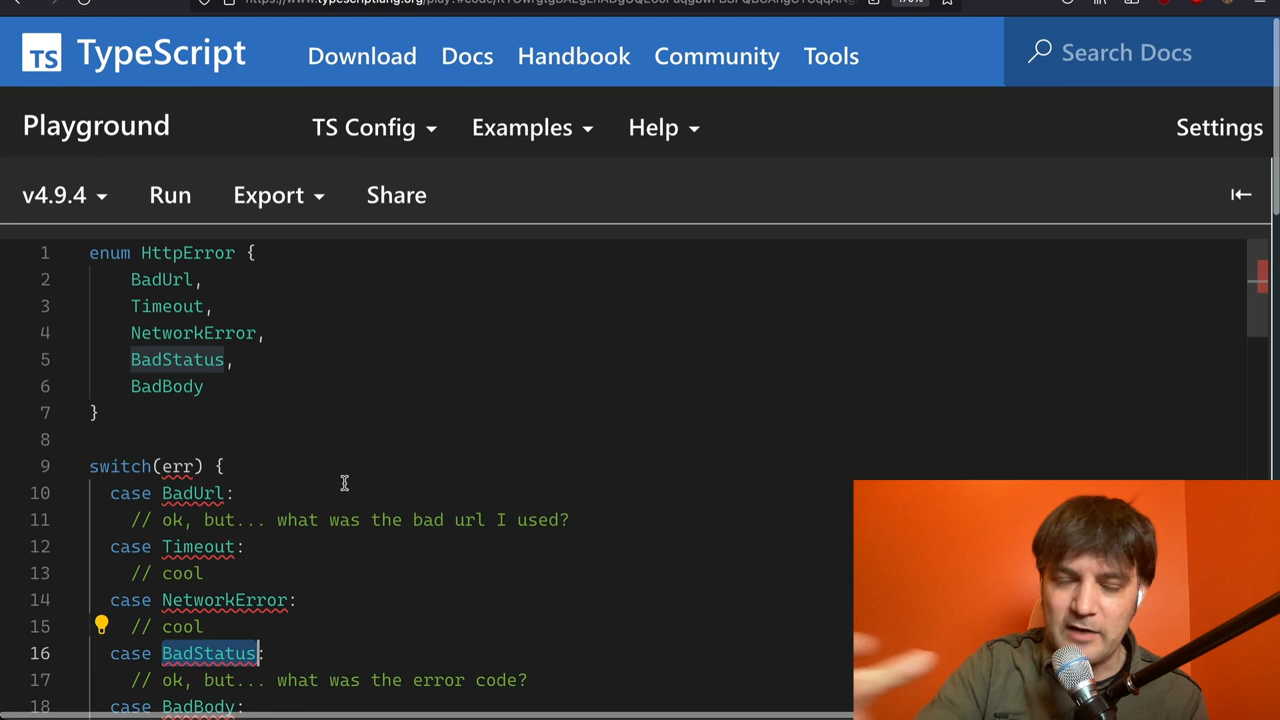 TS TypeScript Download Docs Handbook Community Tools Search Docs
Playground TS Config Examples Help Settings
v4.9.4 Run Export Share
1 enum HttpError {
2 BadUrl,
3 Timeout,
4 NetworkError,
5 BadStatus,
6 BadBody
7 }
8
9 switch(err) {
10 case BadUrl:
11 // ok, but... what was the bad url I used?
12 case Timeout:
13 // cool
14 case NetworkError:
15 // cool
16 case BadStatus:
17 // ok, but... what was the error code?
18 case BadBody: